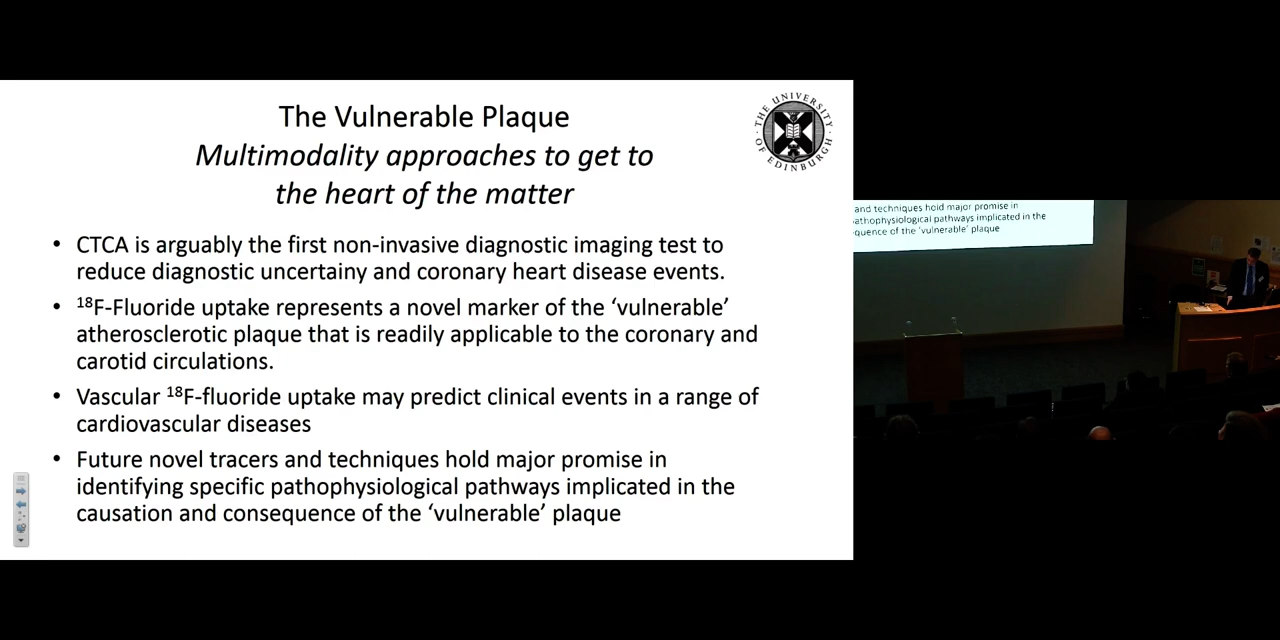 The Vulnerable Plaque
Multimodality approaches to get to
the heart of the matter
THE UNIVERSITY OF EDINBURGH
• CTCA is arguably the first non-invasive diagnostic imaging test to
reduce diagnostic uncertainy and coronary heart disease events.
• ¹⁸F-Fluoride uptake represents a novel marker of the ‘vulnerable’
atherosclerotic plaque that is readily applicable to the coronary and
carotid circulations.
• Vascular ¹⁸F-fluoride uptake may predict clinical events in a range of
cardiovascular diseases
• Future novel tracers and techniques hold major promise in
identifying specific pathophysiological pathways implicated in the
causation and consequence of the ‘vulnerable’ plaque
and techniques hold major promise in
athophysiological pathways implicated in the
quence of the ‘vulnerable’ plaque